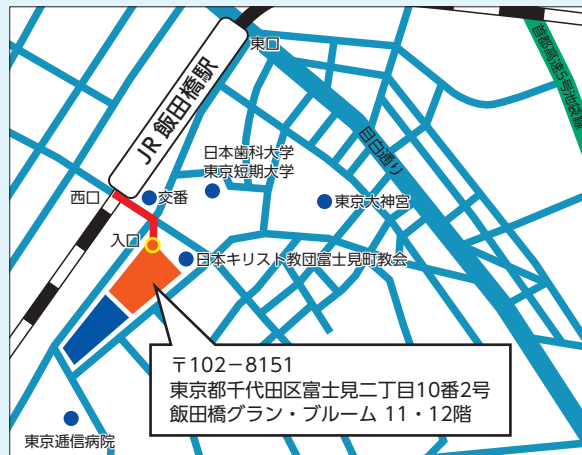 東口
首都高速5号池袋線
JR 飯田橋駅
目白通り
日本歯科大学
東京短期大学
西口
交番
東京大神宮
入口
日本キリスト教団富士見町教会
〒102−8151
東京都千代田区富士見二丁目10番2号
飯田橋グラン・ブルーム 11・12階
東京逓信病院